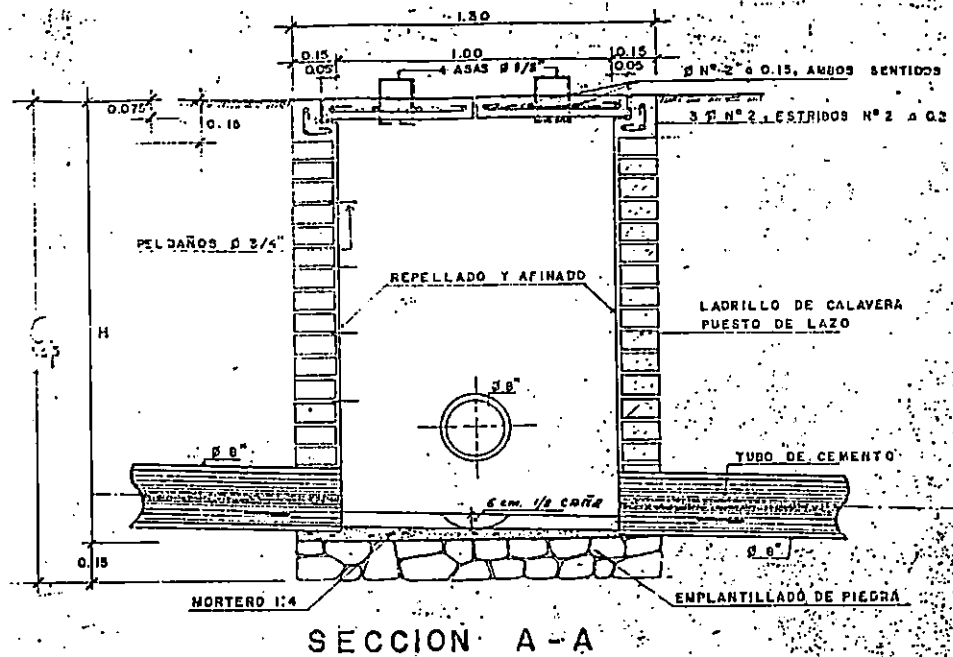 1.30
0.15 1.00 0.15
0.05 4 ASAS Ø 1/2" 0.05
Ø Nº 2 a 0.15, AMBOS SENTIDOS
0.075
0.15
3 Ø Nº 2, ESTRIDOS Nº 2 a 0.2
PELDAÑOS Ø 3/4"
REPELLADO Y AFINADO
LADRILLO DE CALAVERA
PUESTO DE LAZO
H
Ø 8"
Ø 8"
TUBO DE CEMENTO
6 cm. 1/2 CAÑA
Ø 8"
0.15
MORTERO 1:4
EMPLANTILLADO DE PIEDRA
SECCION A-A